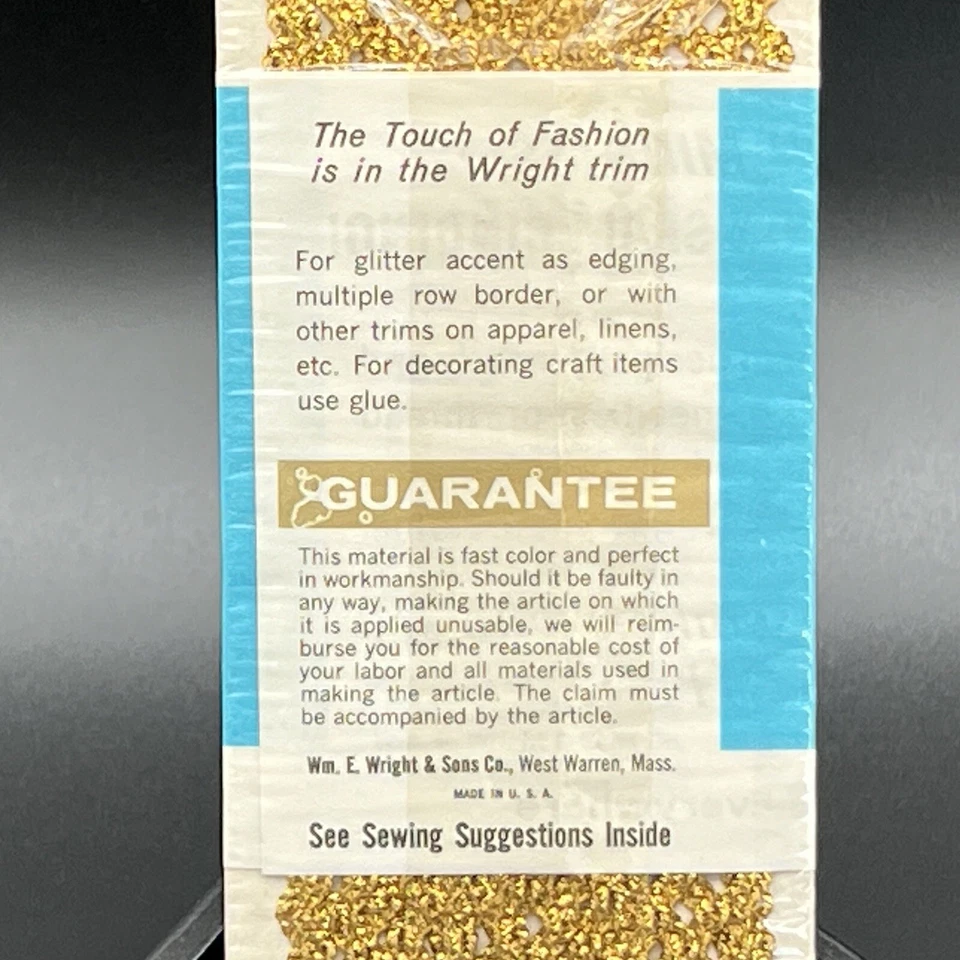 The Touch of Fashion
is in the Wright trim
For glitter accent as edging,
multiple row border, or with
other trims on apparel, linens,
etc. For decorating craft items
use glue.
GUARANTEE
This material is fast color and perfect
in workmanship. Should it be faulty in
any way, making the article on which
it is applied unusable, we will reim-
burse you for the reasonable cost of
your labor and all materials used in
making the article. The claim must
be accompanied by the article.
Wm. E. Wright & Sons Co., West Warren, Mass.
MADE IN U. S. A.
See Sewing Suggestions Inside